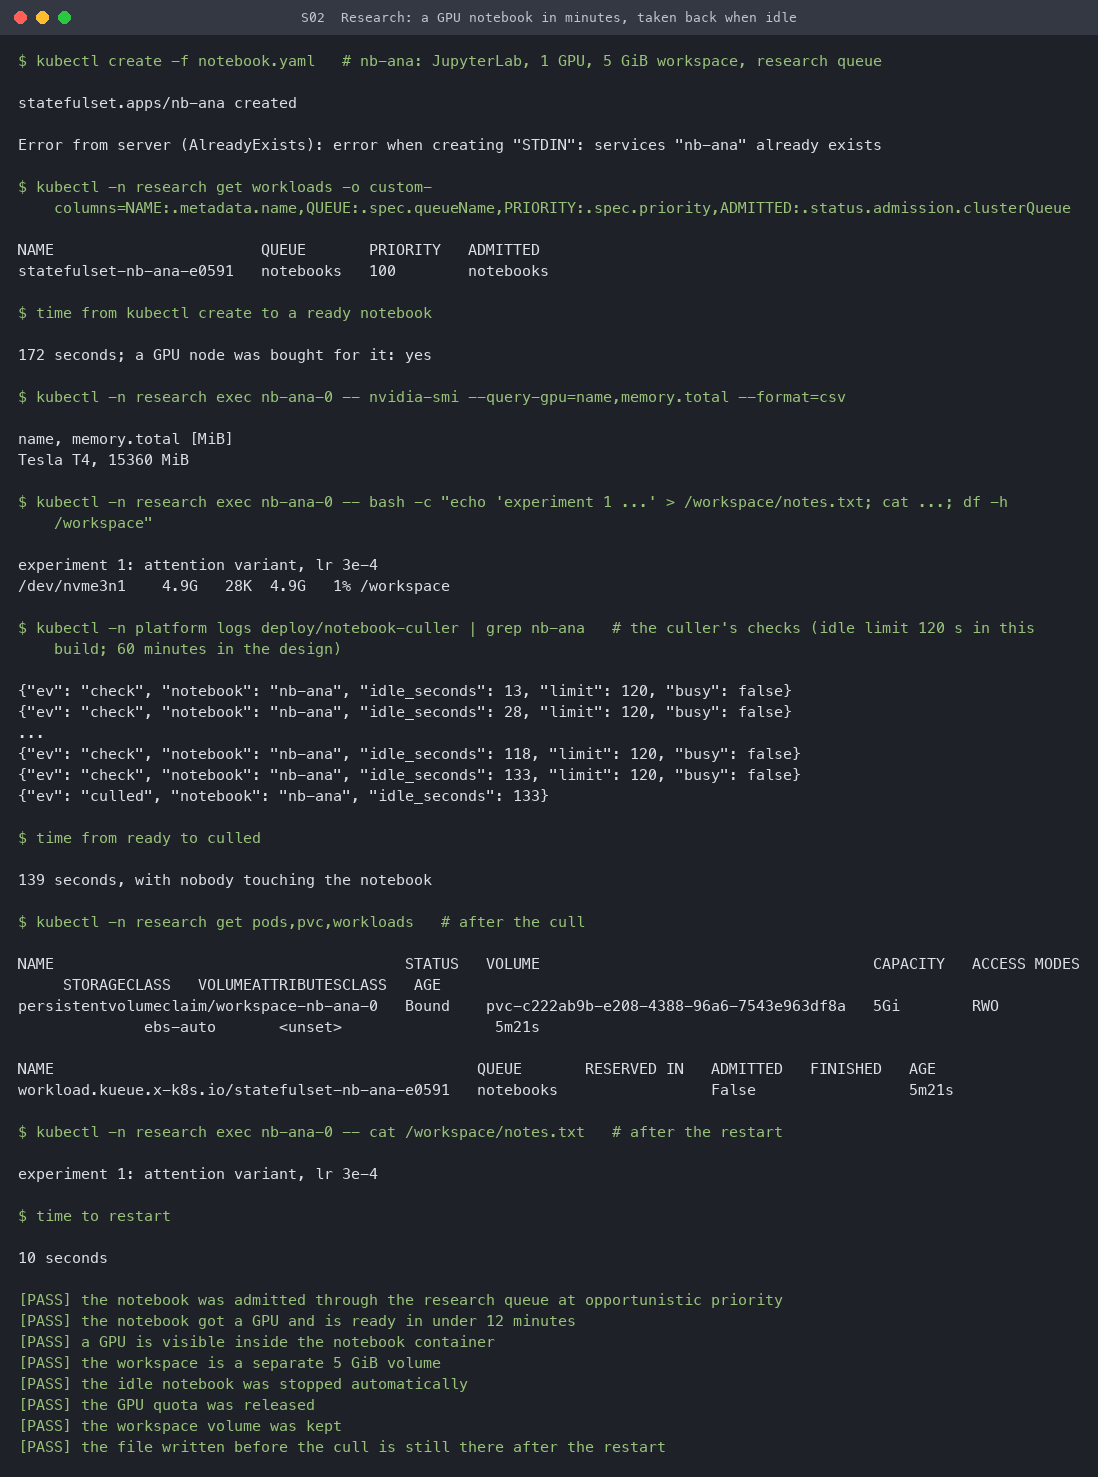 S02  Research: a GPU notebook in minutes, taken back when idle
$ kubectl create -f notebook.yaml   # nb-ana: JupyterLab, 1 GPU, 5 GiB workspace, research queue
statefulset.apps/nb-ana created
Error from server (AlreadyExists): error when creating "STDIN": services "nb-ana" already exists
$ kubectl -n research get workloads -o custom-
columns=NAME:.metadata.name,QUEUE:.spec.queueName,PRIORITY:.spec.priority,ADMITTED:.status.admission.clusterQueue
NAME                       QUEUE       PRIORITY   ADMITTED
statefulset-nb-ana-e0591   notebooks   100        notebooks
$ time from kubectl create to a ready notebook
172 seconds; a GPU node was bought for it: yes
$ kubectl -n research exec nb-ana-0 -- nvidia-smi --query-gpu=name,memory.total --format=csv
name, memory.total [MiB]
Tesla T4, 15360 MiB
$ kubectl -n research exec nb-ana-0 -- bash -c "echo 'experiment 1 ...' > /workspace/notes.txt; cat ...; df -h
/workspace"
experiment 1: attention variant, lr 3e-4
/dev/nvme3n1    4.9G   28K  4.9G   1% /workspace
$ kubectl -n platform logs deploy/notebook-culler | grep nb-ana   # the culler's checks (idle limit 120 s in this
build; 60 minutes in the design)
{"ev": "check", "notebook": "nb-ana", "idle_seconds": 13, "limit": 120, "busy": false}
{"ev": "check", "notebook": "nb-ana", "idle_seconds": 28, "limit": 120, "busy": false}
...
{"ev": "check", "notebook": "nb-ana", "idle_seconds": 118, "limit": 120, "busy": false}
{"ev": "check", "notebook": "nb-ana", "idle_seconds": 133, "limit": 120, "busy": false}
{"ev": "culled", "notebook": "nb-ana", "idle_seconds": 133}
$ time from ready to culled
139 seconds, with nobody touching the notebook
$ kubectl -n research get pods,pvc,workloads   # after the cull
NAME                                       STATUS   VOLUME                                     CAPACITY   ACCESS MODES
STORAGECLASS   VOLUMEATTRIBUTESCLASS   AGE
persistentvolumeclaim/workspace-nb-ana-0   Bound    pvc-c222ab9b-e208-4388-96a6-7543e963df8a   5Gi        RWO
ebs-auto       <unset>                 5m21s
NAME                                               QUEUE       RESERVED IN   ADMITTED   FINISHED   AGE
workload.kueue.x-k8s.io/statefulset-nb-ana-e0591   notebooks                 False                 5m21s
$ kubectl -n research exec nb-ana-0 -- cat /workspace/notes.txt   # after the restart
experiment 1: attention variant, lr 3e-4
$ time to restart
10 seconds
[PASS] the notebook was admitted through the research queue at opportunistic priority
[PASS] the notebook got a GPU and is ready in under 12 minutes
[PASS] a GPU is visible inside the notebook container
[PASS] the workspace is a separate 5 GiB volume
[PASS] the idle notebook was stopped automatically
[PASS] the GPU quota was released
[PASS] the workspace volume was kept
[PASS] the file written before the cull is still there after the restart